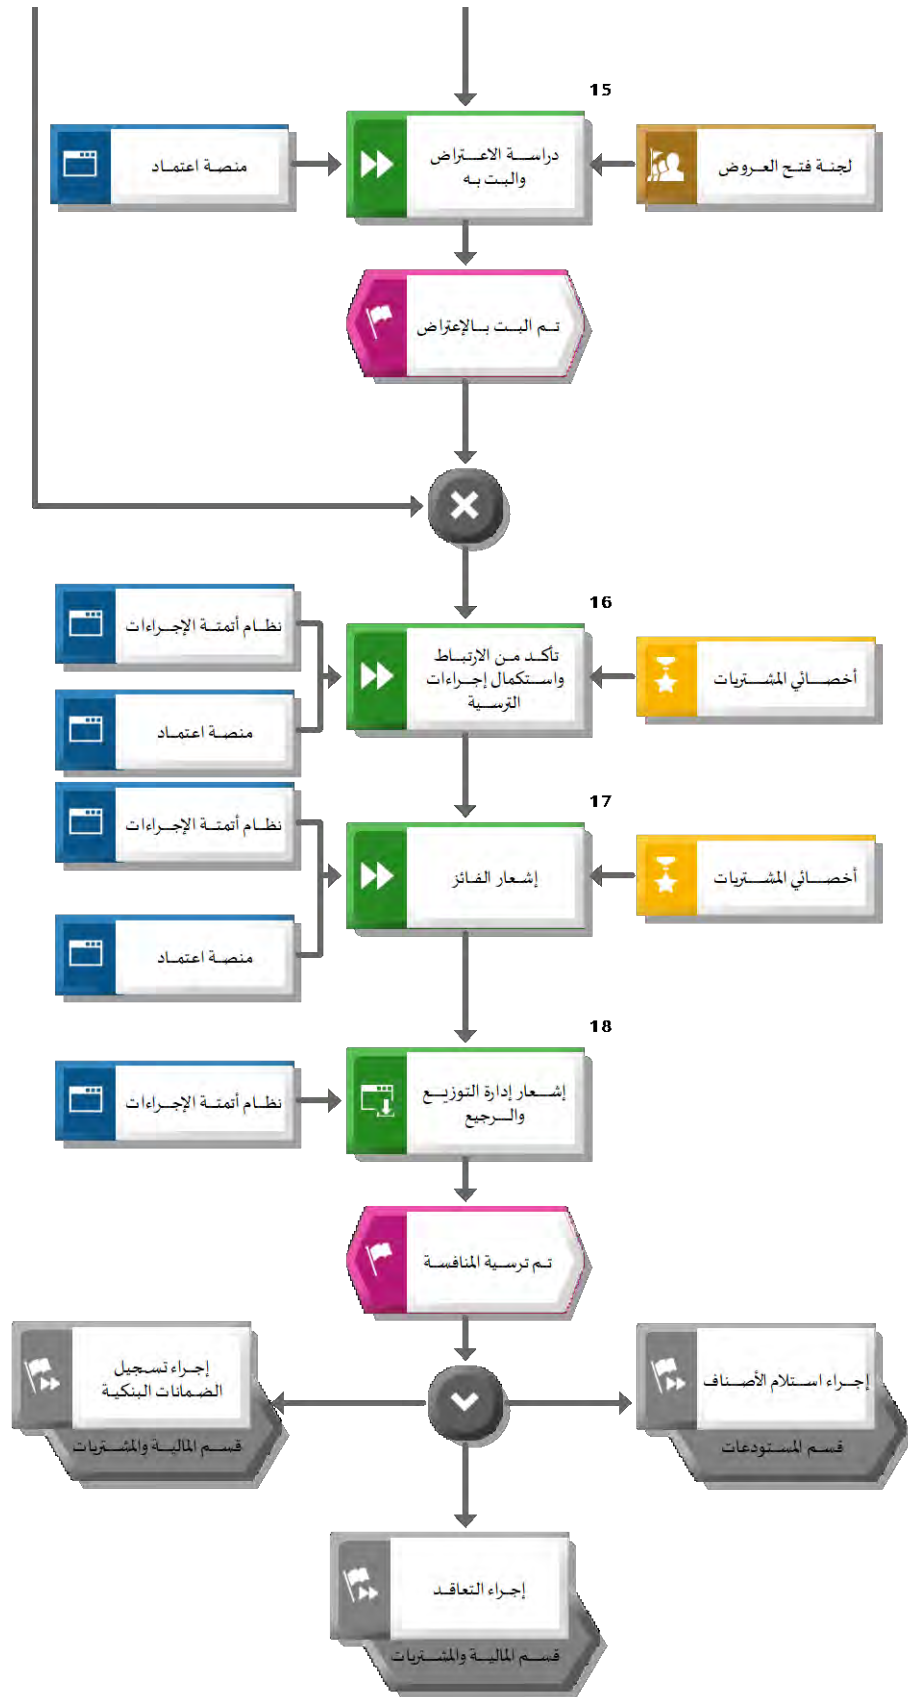 15
لجنة فتح العروض
دراسة الاعتراض
والبت به
منصة اعتماد
تم البت بالإعتراض
16
أخصائي المشتريات
تأكد من الارتباط
واستكمال إجراءات
الترسية
نظام أتمتة الإجراءات
منصة اعتماد
17
أخصائي المشتريات
إشعار الفائز
نظام أتمتة الإجراءات
منصة اعتماد
18
إشعار إدارة التوزيع
والرجيع
نظام أتمتة الإجراءات
تم ترسية المنافسة
إجراء استلام الأصناف
قسم المستودعات
إجراء تسجيل
الضمانات البنكية
قسم المالية والمشتريات
إجراء التعاقد
قسم المالية والمشتريات